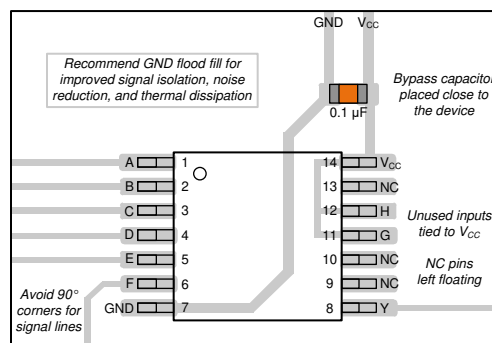 GND VCC
Recommend GND flood fill for
improved signal isolation, noise
reduction, and thermal dissipation
Bypass capacitor
placed close to
the device
0.1 µF
A 1 14 VCC
B 2 13 NC
C 3 12 H
D 4 11 G
E 5 10 NC
F 6 9 NC
GND 7 8 Y
Unused inputs
tied to VCC
NC pins
left floating
Avoid 90°
corners for
signal lines